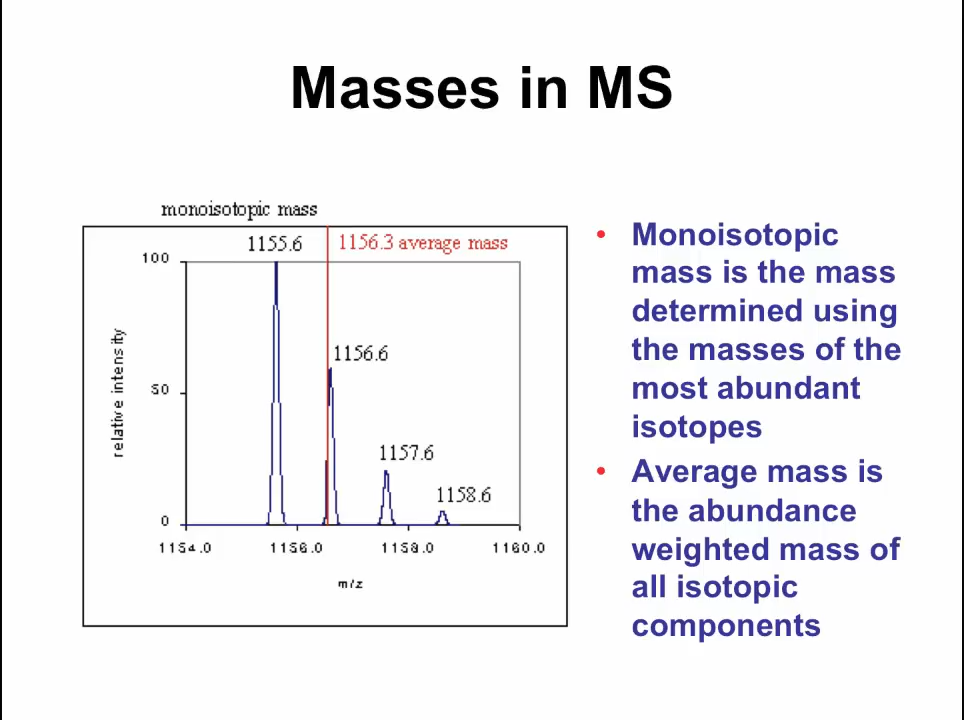 Masses in MS
monoisotopic mass
1155.6
1156.3 average mass
100
1156.6
50
relative intensity
1157.6
1158.6
0
1154.0
1156.0
1158.0
1160.0
m/z
• Monoisotopic
mass is the mass
determined using
the masses of the
most abundant
isotopes
• Average mass is
the abundance
weighted mass of
all isotopic
components